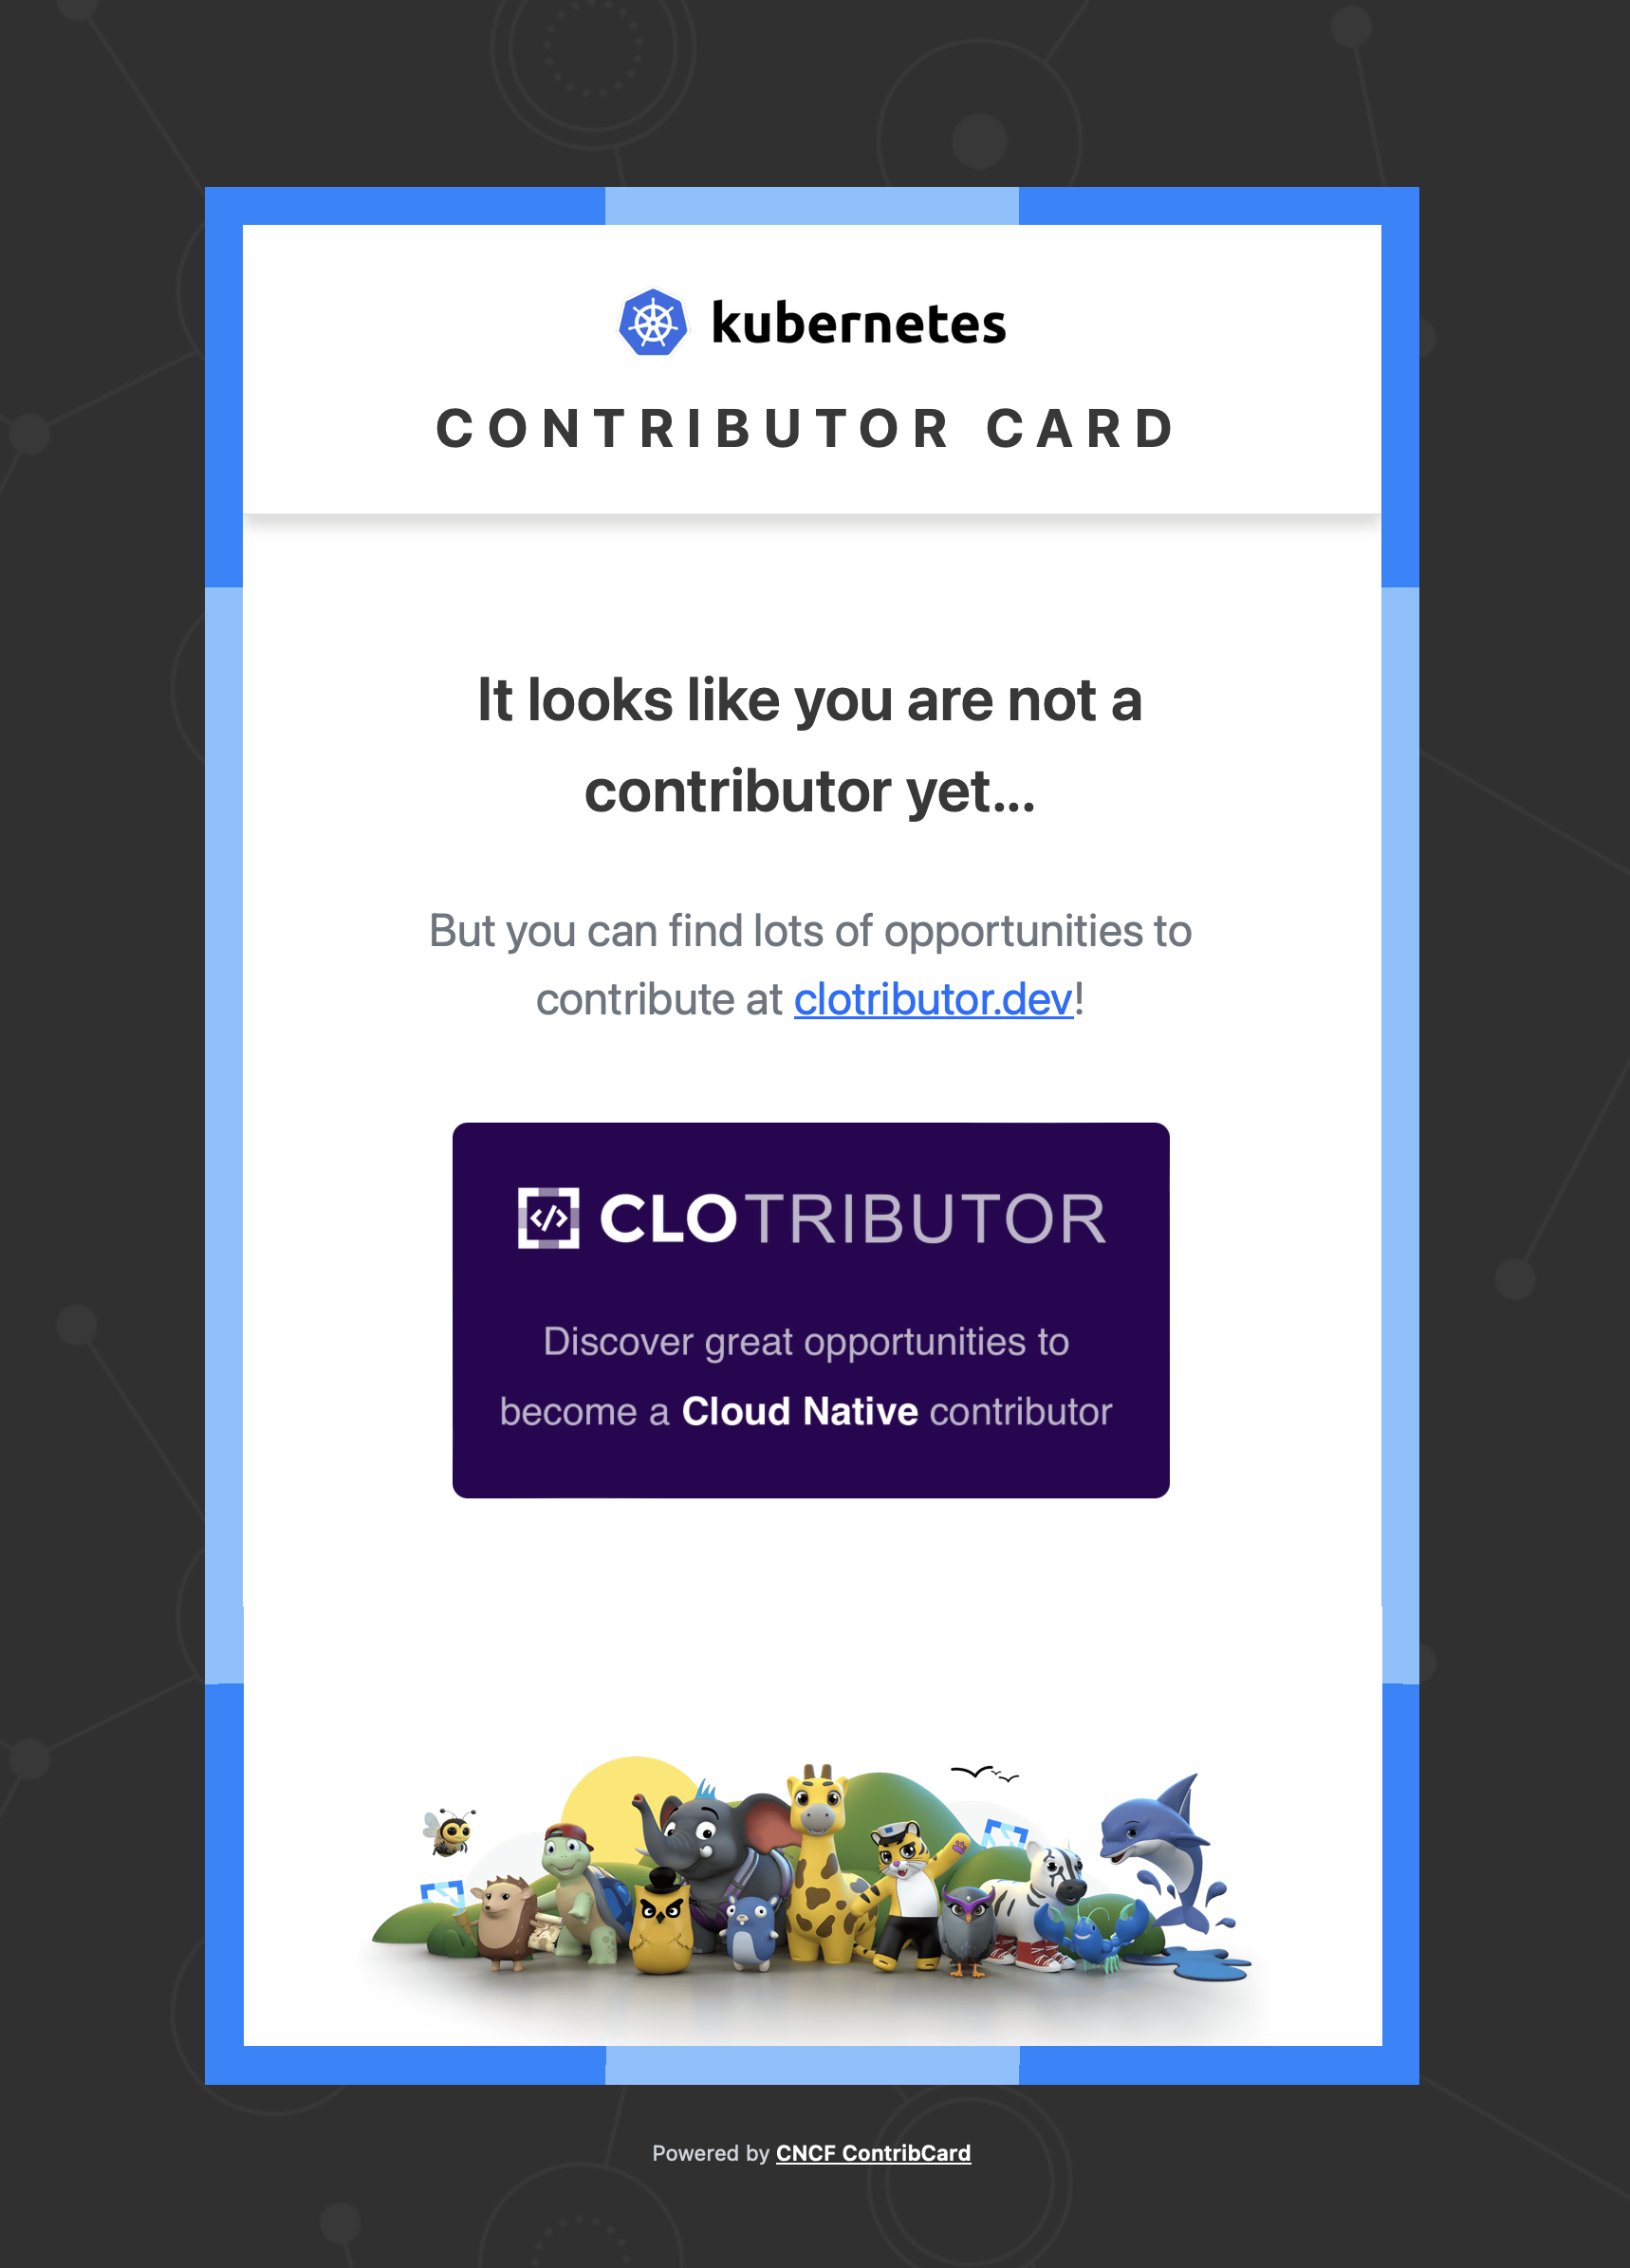 kubernetes
CONTRIBUTOR CARD
It looks like you are not a
contributor yet...
But you can find lots of opportunities to
contribute at clotributor.dev!
CLOTRIBUTOR
Discover great opportunities to
become a Cloud Native contributor
Powered by CNCF ContribCard